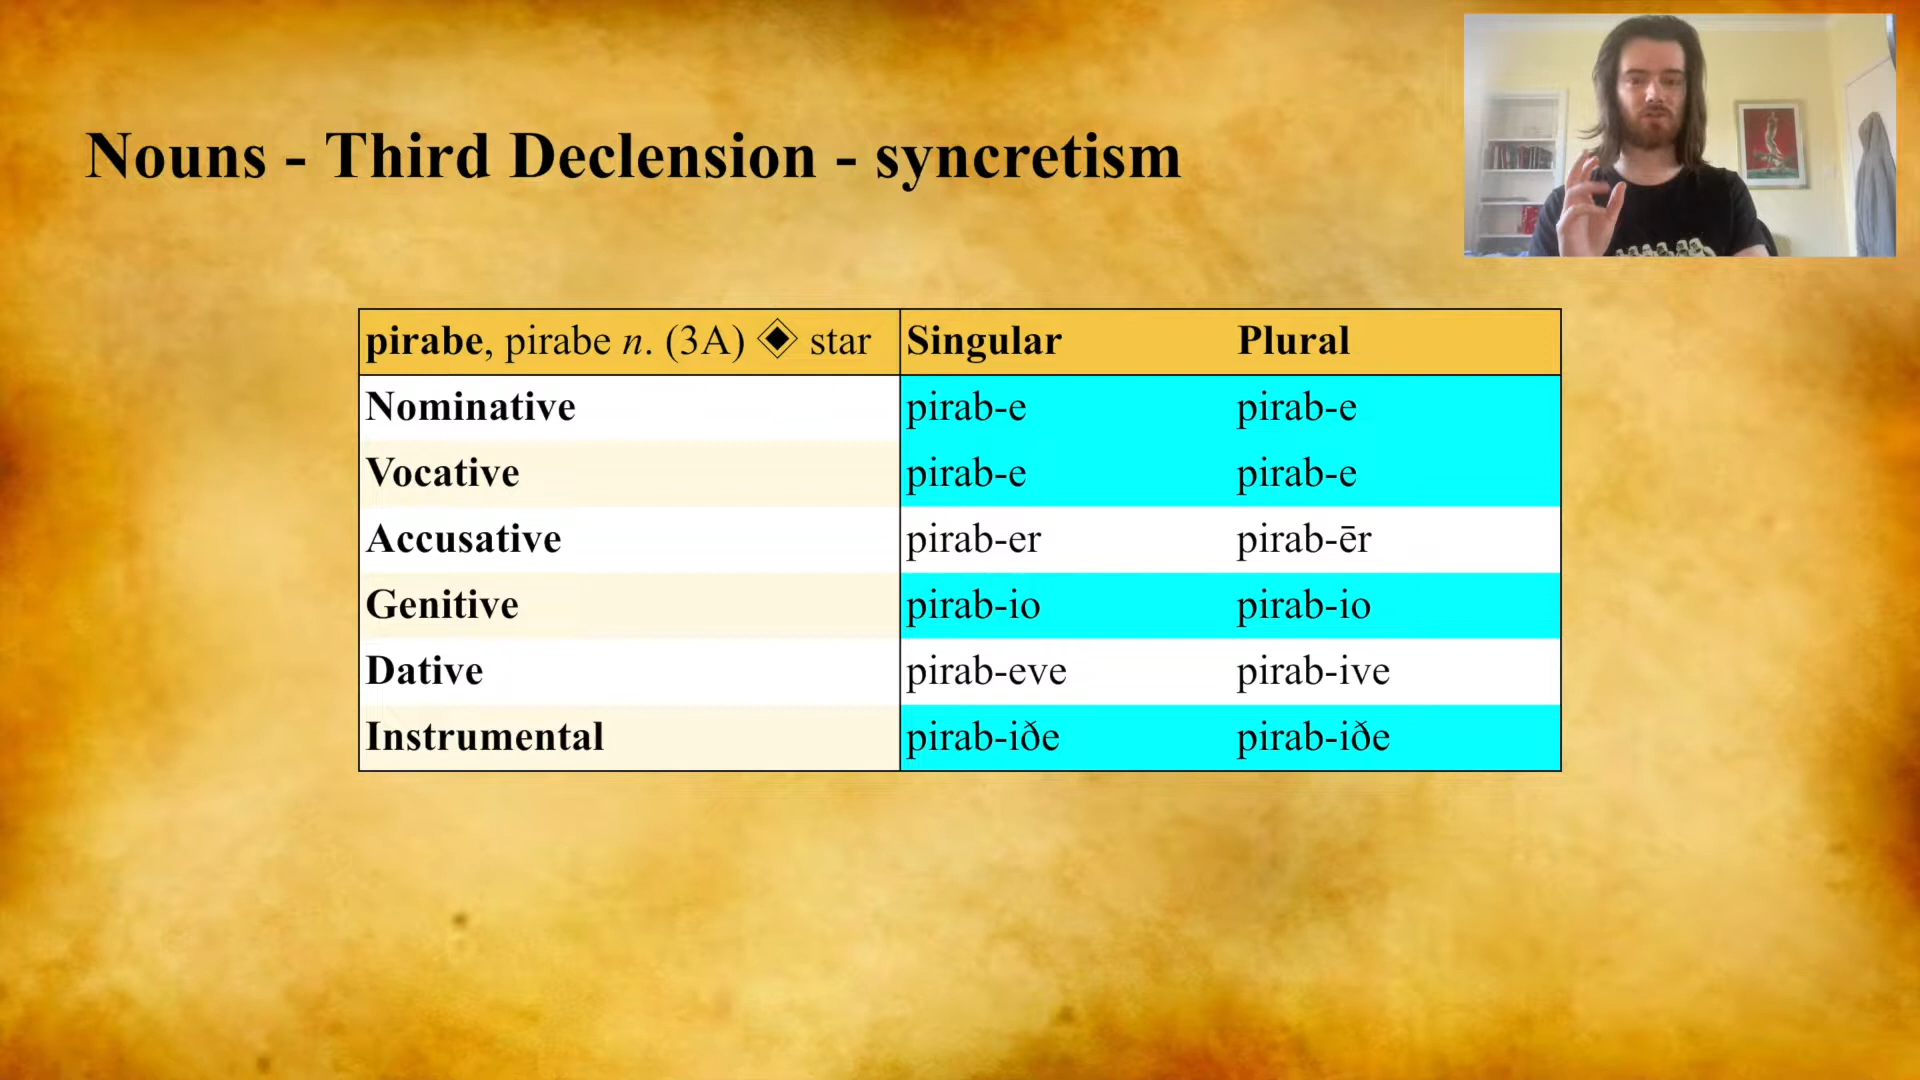 Nouns - Third Declension - syncretism
pirabe, pirabe n. (3A) ◈ star Singular Plural
Nominative pirab-e pirab-e
Vocative pirab-e pirab-e
Accusative pirab-er pirab-ēr
Genitive pirab-io pirab-io
Dative pirab-eve pirab-ive
Instrumental pirab-iðe pirab-iðe